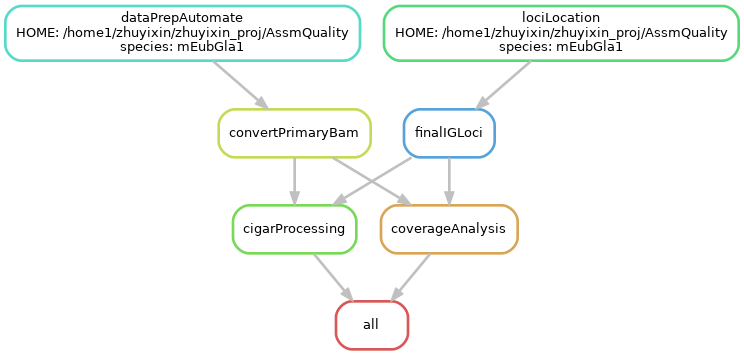 dataPrepAutomate
HOME: /home1/zhuyixin/zhuyixin_proj/AssmQuality
species: mEubGla1
lociLocation
HOME: /home1/zhuyixin/zhuyixin_proj/AssmQuality
species: mEubGla1
convertPrimaryBam
finalIGLoci
cigarProcessing
coverageAnalysis
all